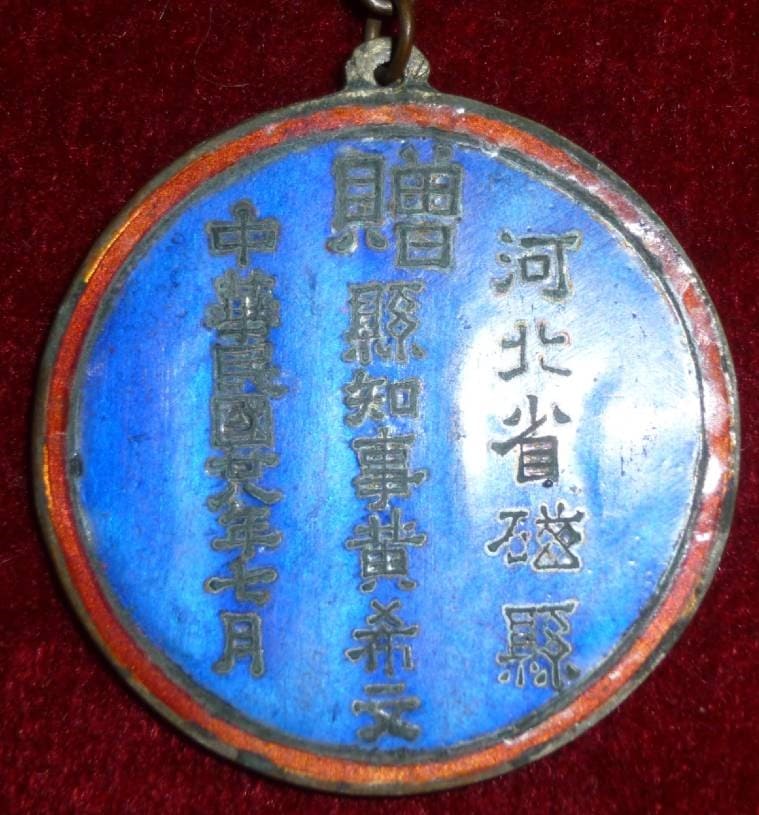 河北省磁縣
贈縣知事黄希文
中華民國廿八年七月